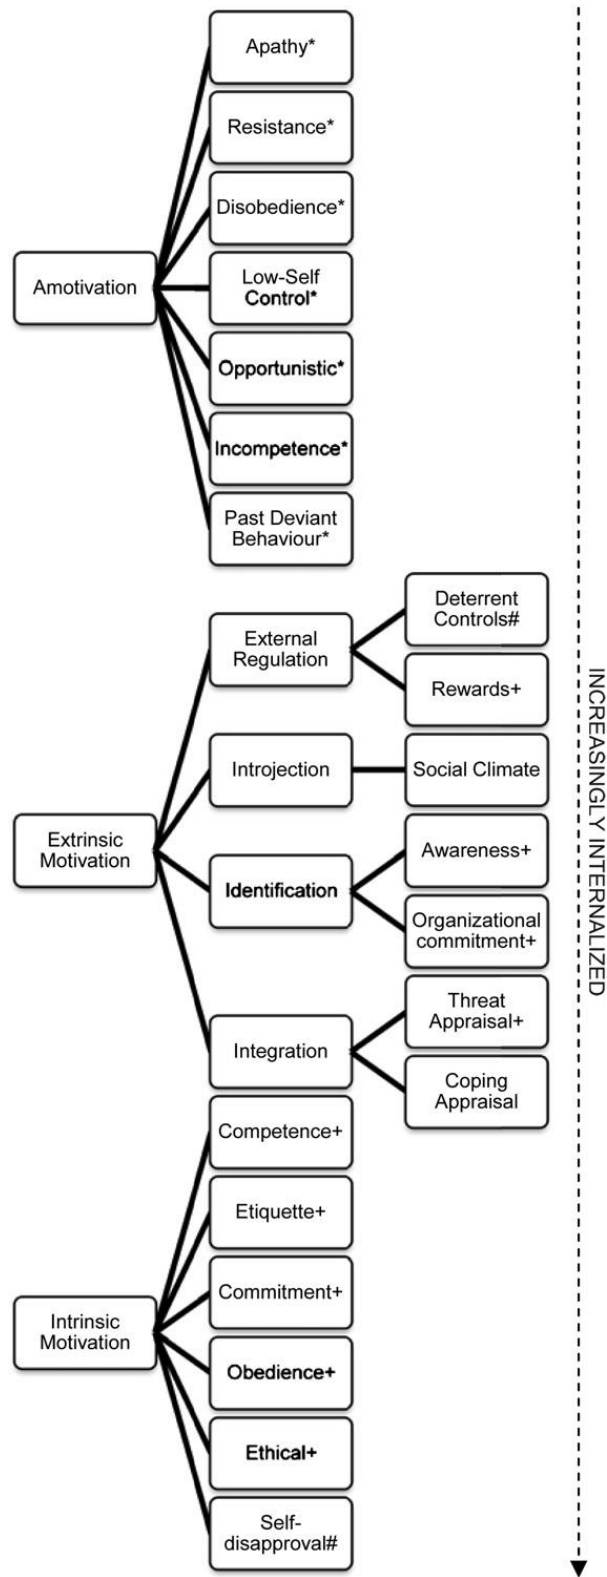 Apathy*
Resistance*
Disobedience*
Amotivation
Low-Self
Control*
Opportunistic*
Incompetence*
Past Deviant
Behaviour*
External
Regulation
Deterrent
Controls#
Rewards+
Introjection
Social Climate
Extrinsic
Motivation
Identification
Awareness+
Organizational
commitment+
Integration
Threat
Appraisal+
Coping
Appraisal
Competence+
Etiquette+
Commitment+
Intrinsic
Motivation
Obedience+
Ethical+
Self-
disapproval#
INCREASINGLY INTERNALIZED